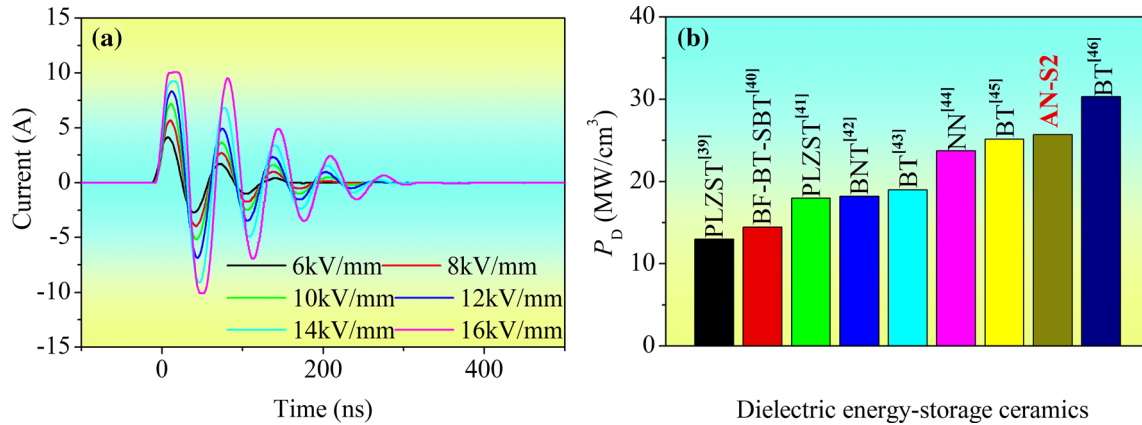 (a)
Current (A)
15
10
5
0
-5
-10
-15
6kV/mm 8kV/mm
10kV/mm 12kV/mm
14kV/mm 16kV/mm
0 200 400
Time (ns)
(b)
P_D (MW/cm³)
40
30
20
10
0
PLZST[39]
BF-BT-SBT[40]
PLZST[41]
BNT[42]
BT[43]
NN[44]
BT[45]
AN-S2
BT[46]
Dielectric energy-storage ceramics